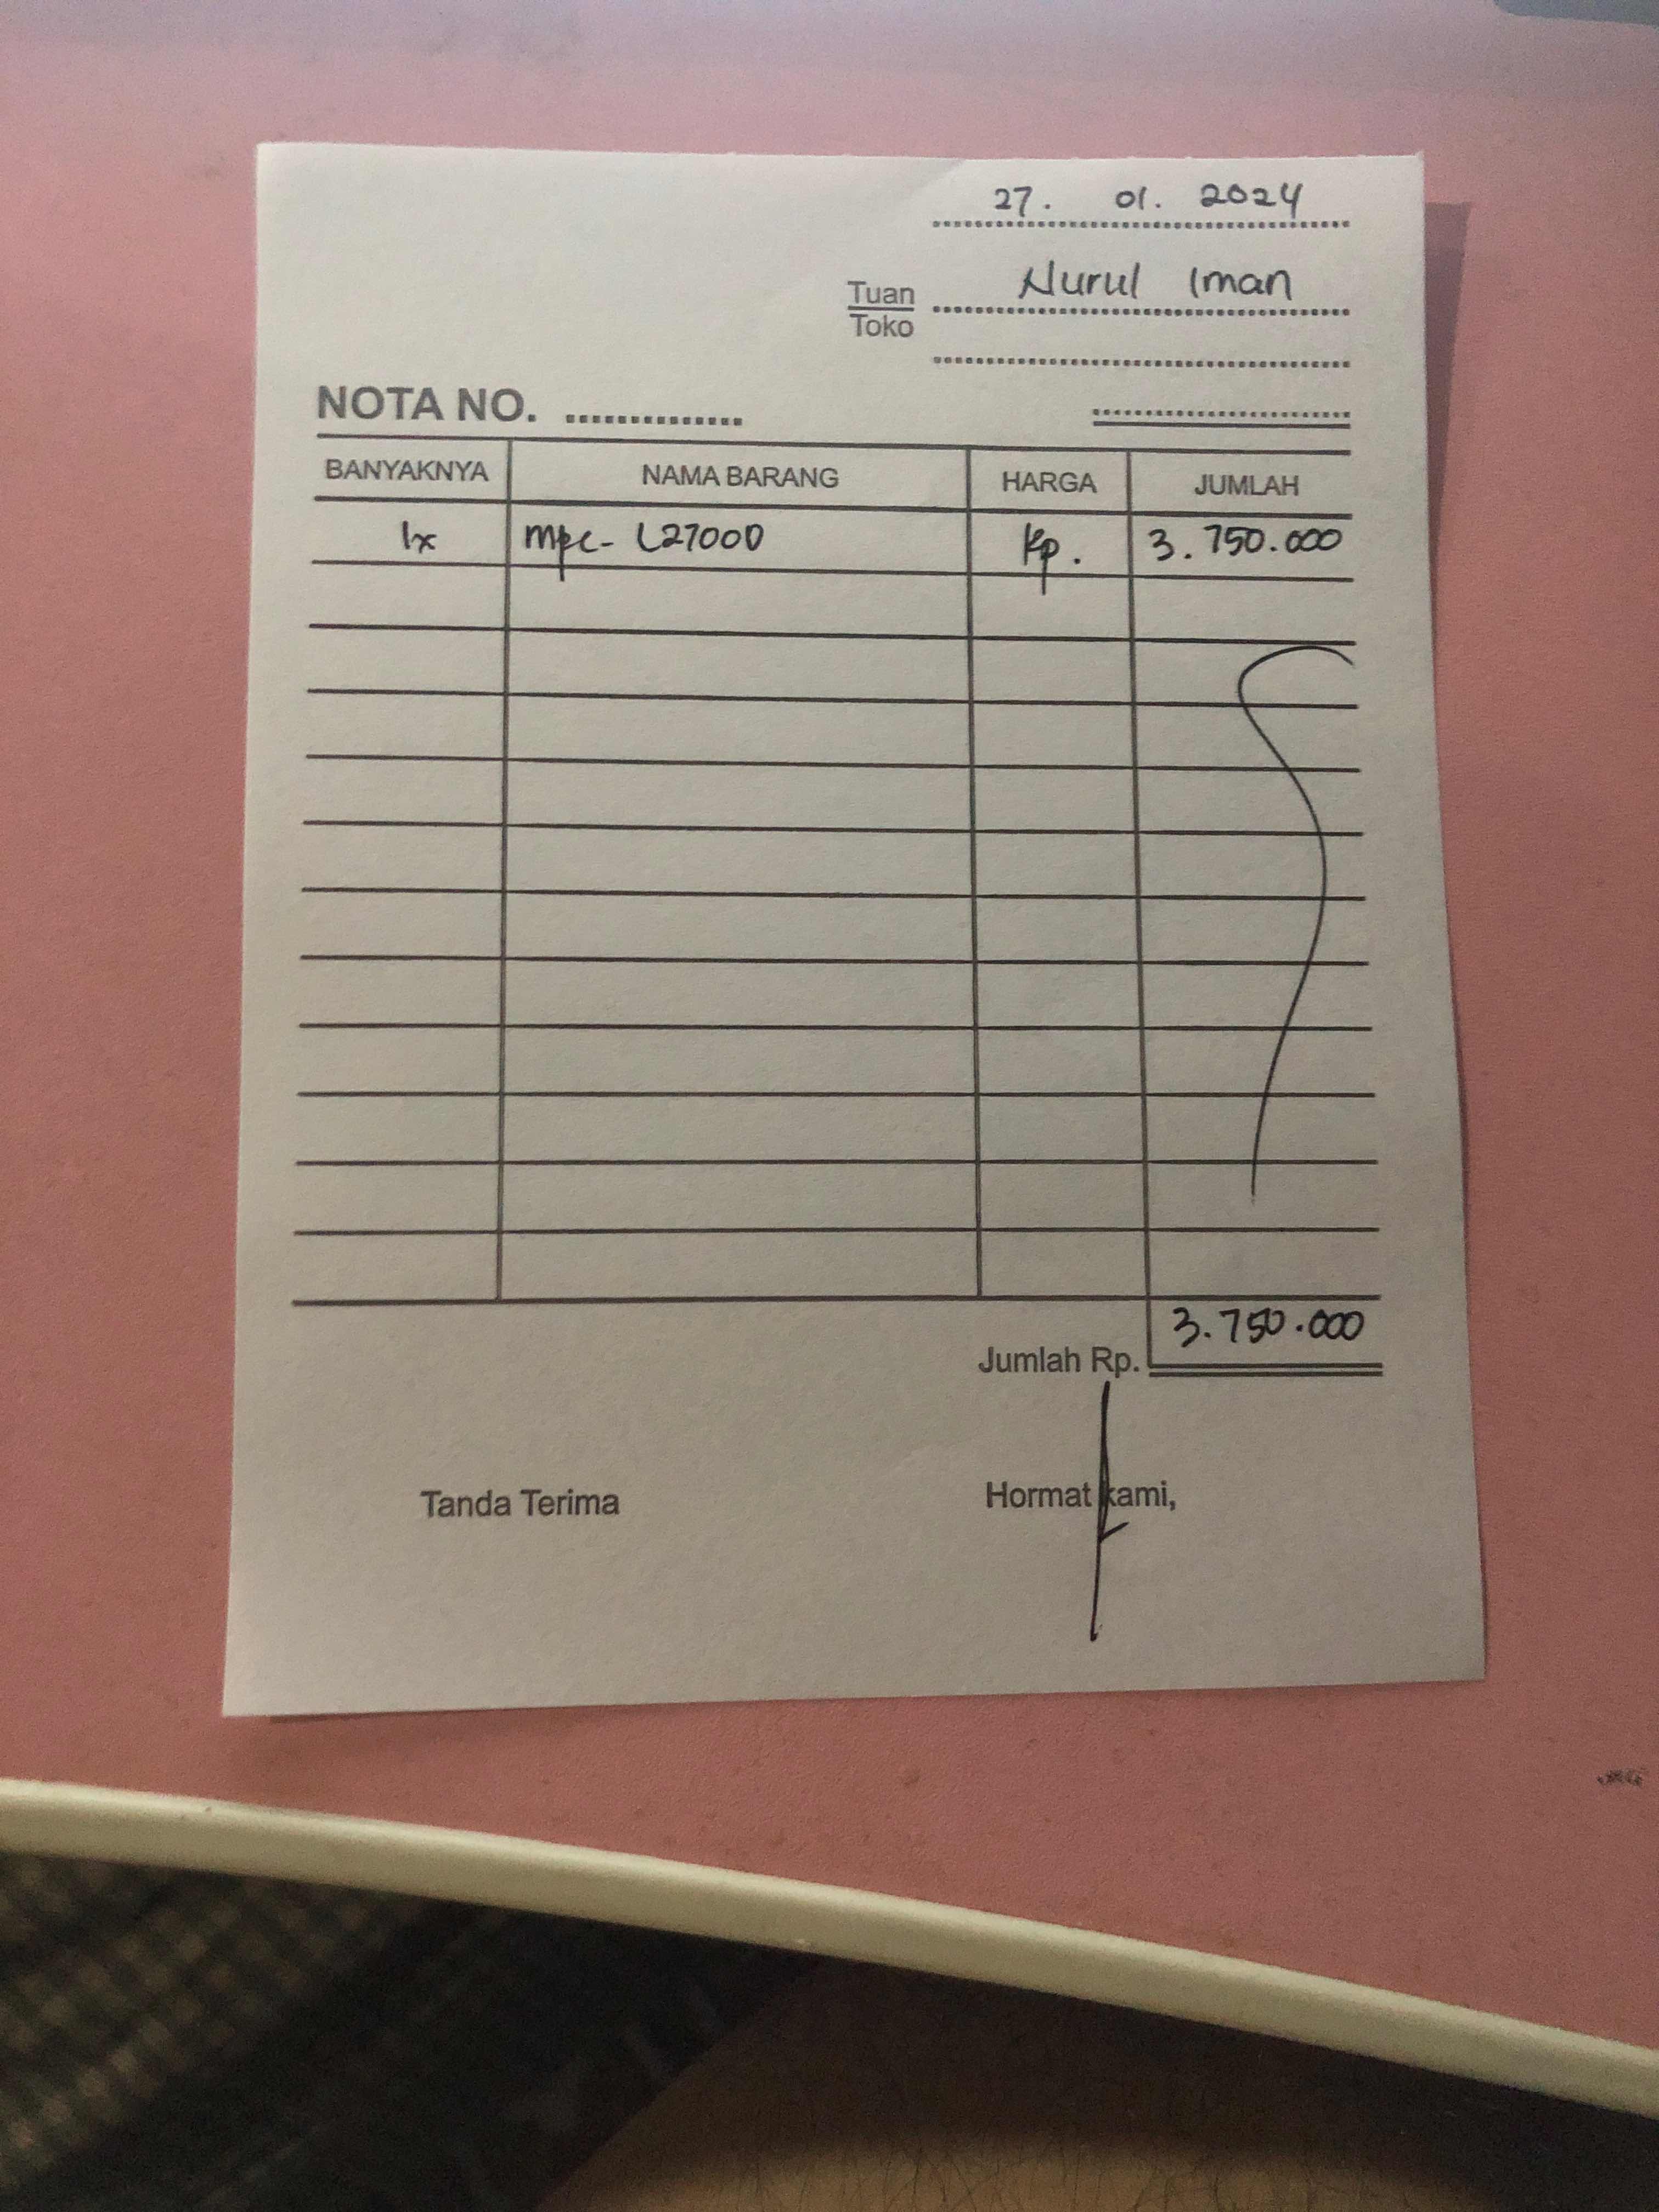 27. 01. 2024
Tuan Nurul Iman
Toko
NOTA NO.
BANYAKNYA NAMA BARANG HARGA JUMLAH
1x mpc- L27000 Rp. 3.750.000
Jumlah Rp. 3.750.000
Tanda Terima Hormat kami,